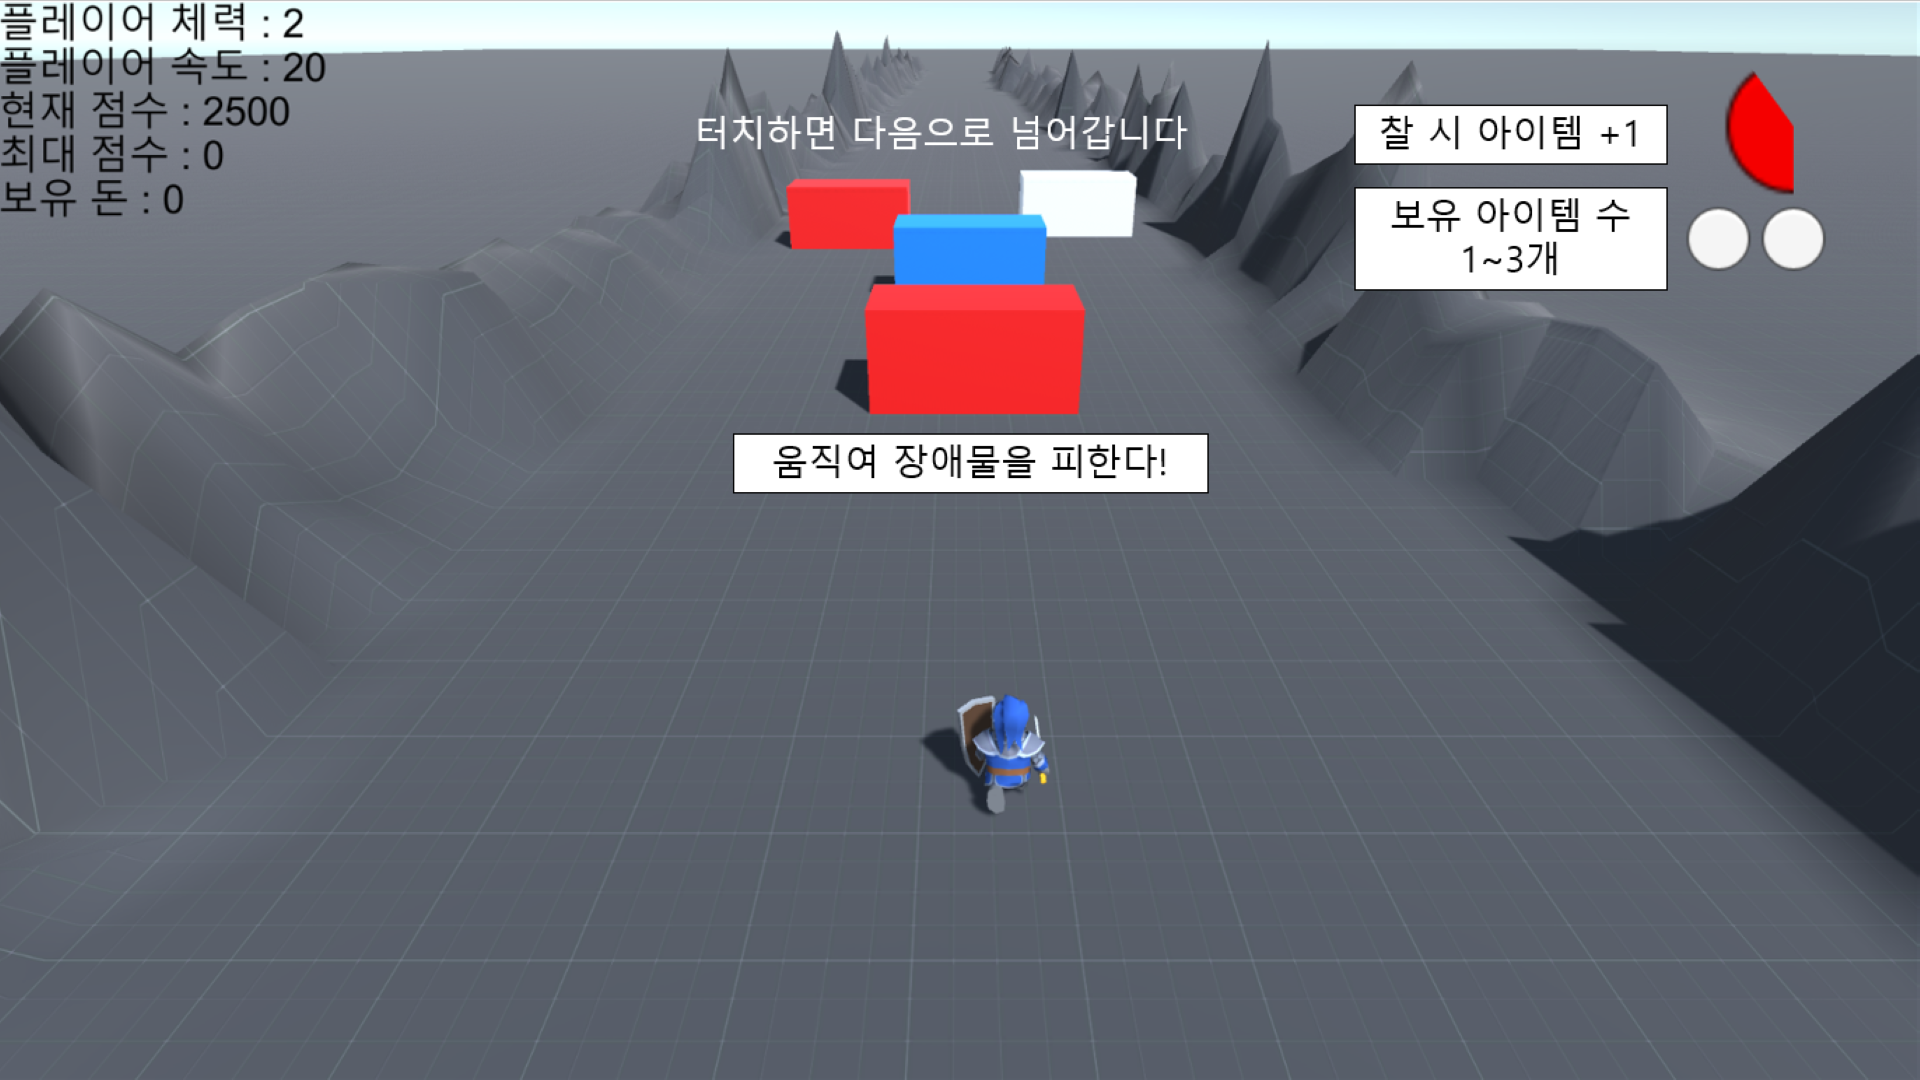 플레이어 체력 : 2
플레이어 속도 : 20
현재 점수 : 2500
최대 점수 : 0
보유 돈 : 0
터치하면 다음으로 넘어갑니다
찰 시 아이템 +1
보유 아이템 수
1~3개
움직여 장애물을 피한다!